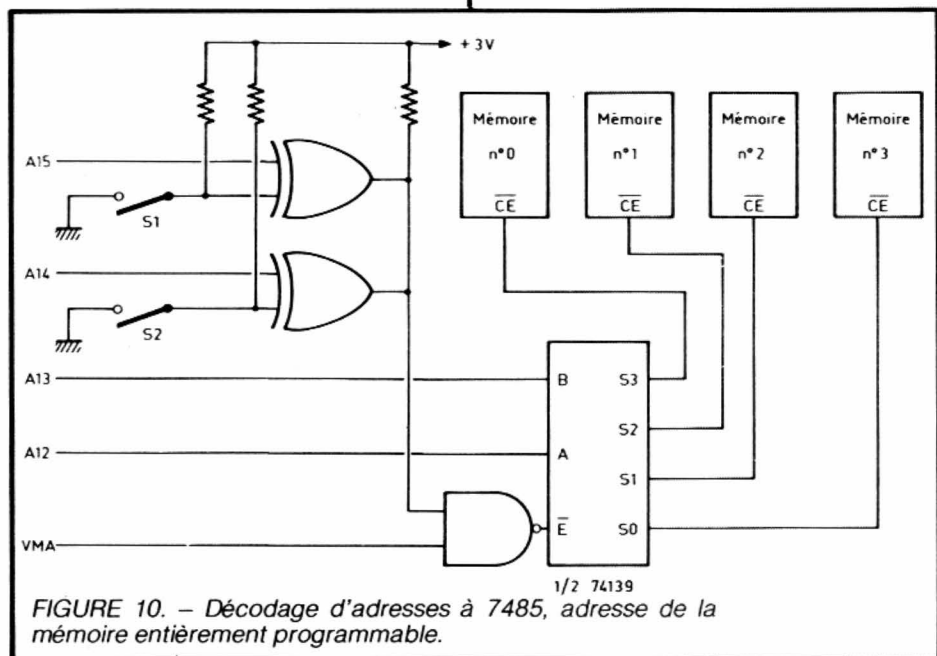 + 3V
Mémoire
n°0
CE
Mémoire
n°1
CE
Mémoire
n°2
CE
Mémoire
n°3
CE
A15
S1
A14
S2
A13
B
S3
S2
A12
A
S1
VMA
E
S0
1/2 74139
FIGURE 10. – Décodage d'adresses à 7485, adresse de la
mémoire entièrement programmable.